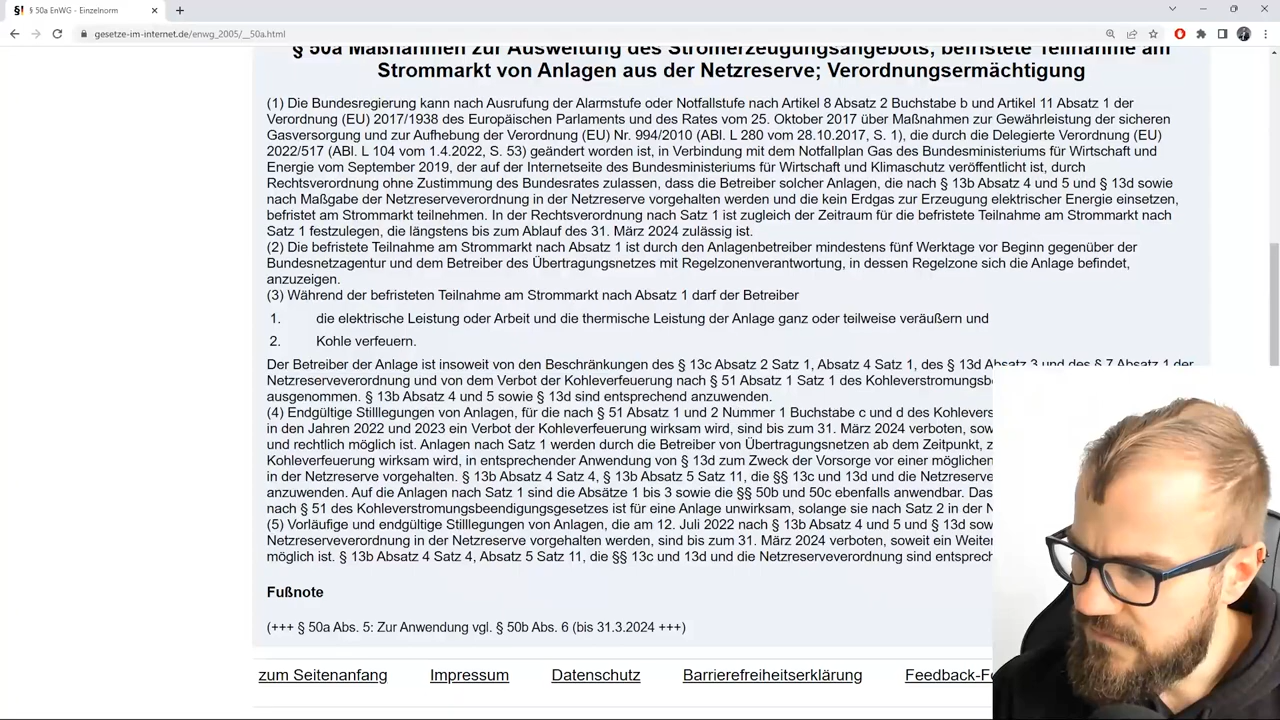 § 50a EnWG - Einzelnorm
gesetze-im-internet.de/enwg_2005/__50a.html
§ 50a Maßnahmen zur Ausweitung des Stromerzeugungsangebots, befristete Teilnahme am
Strommarkt von Anlagen aus der Netzreserve; Verordnungsermächtigung
(1) Die Bundesregierung kann nach Ausrufung der Alarmstufe oder Notfallstufe nach Artikel 8 Absatz 2 Buchstabe b und Artikel 11 Absatz 1 der
Verordnung (EU) 2017/1938 des Europäischen Parlaments und des Rates vom 25. Oktober 2017 über Maßnahmen zur Gewährleistung der sicheren
Gasversorgung und zur Aufhebung der Verordnung (EU) Nr. 994/2010 (ABl. L 280 vom 28.10.2017, S. 1), die durch die Delegierte Verordnung (EU)
2022/517 (ABl. L 104 vom 1.4.2022, S. 53) geändert worden ist, in Verbindung mit dem Notfallplan Gas des Bundesministeriums für Wirtschaft und
Energie vom September 2019, der auf der Internetseite des Bundesministeriums für Wirtschaft und Klimaschutz veröffentlicht ist, durch
Rechtsverordnung ohne Zustimmung des Bundesrates zulassen, dass die Betreiber solcher Anlagen, die nach § 13b Absatz 4 und 5 und § 13d sowie
nach Maßgabe der Netzreserveverordnung in der Netzreserve vorgehalten werden und die kein Erdgas zur Erzeugung elektrischer Energie einsetzen,
befristet am Strommarkt teilnehmen. In der Rechtsverordnung nach Satz 1 ist zugleich der Zeitraum für die befristete Teilnahme am Strommarkt nach
Satz 1 festzulegen, die längstens bis zum Ablauf des 31. März 2024 zulässig ist.
(2) Die befristete Teilnahme am Strommarkt nach Absatz 1 ist durch den Anlagenbetreiber mindestens fünf Werktage vor Beginn gegenüber der
Bundesnetzagentur und dem Betreiber des Übertragungsnetzes mit Regelzonenverantwortung, in dessen Regelzone sich die Anlage befindet,
anzuzeigen.
(3) Während der befristeten Teilnahme am Strommarkt nach Absatz 1 darf der Betreiber
1. die elektrische Leistung oder Arbeit und die thermische Leistung der Anlage ganz oder teilweise veräußern und
2. Kohle verfeuern.
Der Betreiber der Anlage ist insoweit von den Beschränkungen des § 13c Absatz 2 Satz 1, Absatz 4 Satz 1, des § 13d Absatz 3 und des § 7 Absatz 1 der
Netzreserveverordnung und von dem Verbot der Kohleverfeuerung nach § 51 Absatz 1 Satz 1 des Kohleverstromungsb
ausgenommen. § 13b Absatz 4 und 5 sowie § 13d sind entsprechend anzuwenden.
(4) Endgültige Stilllegungen von Anlagen, für die nach § 51 Absatz 1 und 2 Nummer 1 Buchstabe c und d des Kohlevers
in den Jahren 2022 und 2023 ein Verbot der Kohleverfeuerung wirksam wird, sind bis zum 31. März 2024 verboten, sow
und rechtlich möglich ist. Anlagen nach Satz 1 werden durch die Betreiber von Übertragungsnetzen ab dem Zeitpunkt, z
Kohleverfeuerung wirksam wird, in entsprechender Anwendung von § 13d zum Zweck der Vorsorge vor einer möglichen
in der Netzreserve vorgehalten. § 13b Absatz 4 Satz 4, § 13b Absatz 5 Satz 11, die §§ 13c und 13d und die Netzreserve
anzuwenden. Auf die Anlagen nach Satz 1 sind die Absätze 1 bis 3 sowie die §§ 50b und 50c ebenfalls anwendbar. Das
nach § 51 des Kohleverstromungsbeendigungsgesetzes ist für eine Anlage unwirksam, solange sie nach Satz 2 in der N
(5) Vorläufige und endgültige Stilllegungen von Anlagen, die am 12. Juli 2022 nach § 13b Absatz 4 und 5 und § 13d sow
Netzreserveverordnung in der Netzreserve vorgehalten werden, sind bis zum 31. März 2024 verboten, soweit ein Weiter
möglich ist. § 13b Absatz 4 Satz 4, Absatz 5 Satz 11, die §§ 13c und 13d und die Netzreserveverordnung sind entsprech
Fußnote
(+++ § 50a Abs. 5: Zur Anwendung vgl. § 50b Abs. 6 (bis 31.3.2024 +++)
zum Seitenanfang Impressum Datenschutz Barrierefreiheitserklärung Feedback-F